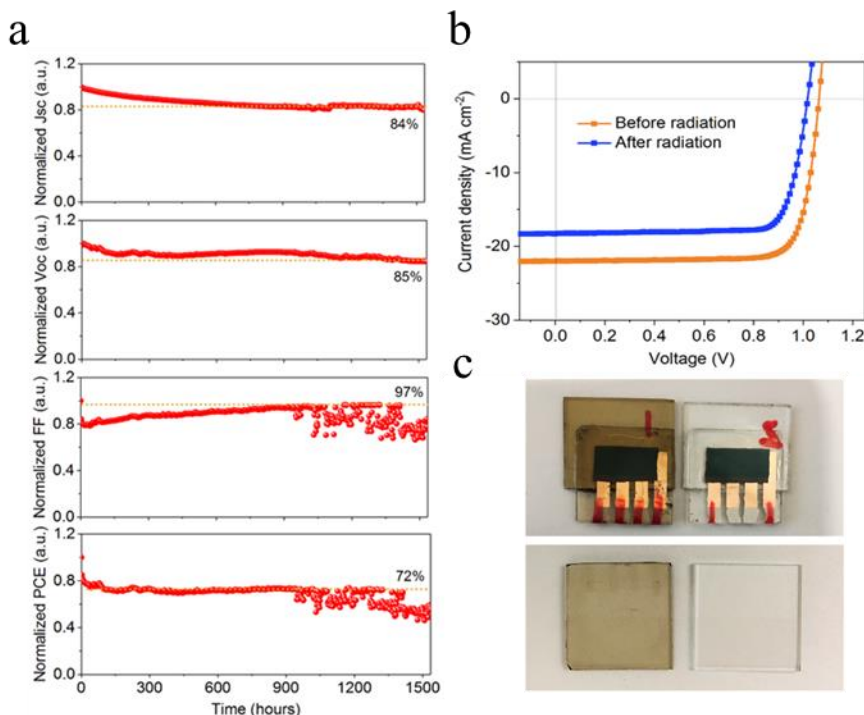 a
1.2
0.8
0.4
0.0
Normalized Jsc (a.u.)
84%
1.2
0.8
0.4
0.0
Normalized Voc (a.u.)
85%
1.2
0.8
0.4
0.0
Normalized FF (a.u.)
97%
1.2
0.8
0.4
0.0
Normalized PCE (a.u.)
72%
0 300 600 900 1200 1500
Time (hours)
b
0
-10
-20
-30
Current density (mA cm⁻²)
Before radiation
After radiation
0.0 0.2 0.4 0.6 0.8 1.0 1.2
Voltage (V)
c
1
2